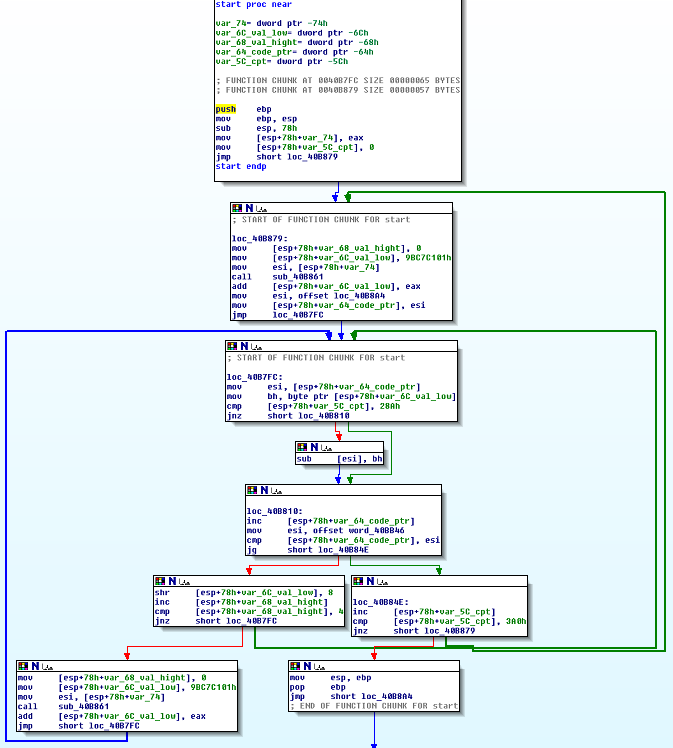 start proc near
var_74= dword ptr -74h
var_6C_val_low= dword ptr -6Ch
var_68_val_hight= dword ptr -68h
var_64_code_ptr= dword ptr -64h
var_5C_cpt= dword ptr -5Ch
; FUNCTION CHUNK AT 0040B7FC SIZE 00000065 BYTES
; FUNCTION CHUNK AT 0040B879 SIZE 00000057 BYTES
push ebp
mov ebp, esp
sub esp, 78h
mov [esp+78h+var_74], eax
mov [esp+78h+var_5C_cpt], 0
jmp short loc_40B879
start endp
; START OF FUNCTION CHUNK FOR start
loc_40B879:
mov [esp+78h+var_68_val_hight], 0
mov [esp+78h+var_6C_val_low], 9BC7C101h
mov esi, [esp+78h+var_74]
call sub_40B861
add [esp+78h+var_6C_val_low], eax
mov esi, offset loc_40B8A4
mov [esp+78h+var_64_code_ptr], esi
jmp loc_40B7FC
; START OF FUNCTION CHUNK FOR start
loc_40B7FC:
mov esi, [esp+78h+var_64_code_ptr]
mov bh, byte ptr [esp+78h+var_6C_val_low]
cmp [esp+78h+var_5C_cpt], 28Ah
jnz short loc_40B810
sub [esi], bh
loc_40B810:
inc [esp+78h+var_64_code_ptr]
mov esi, offset word_40BB46
cmp [esp+78h+var_64_code_ptr], esi
jg short loc_40B84E
shr [esp+78h+var_6C_val_low], 8
inc [esp+78h+var_68_val_hight]
cmp [esp+78h+var_68_val_hight], 4
jnz short loc_40B7FC
loc_40B84E:
inc [esp+78h+var_5C_cpt]
cmp [esp+78h+var_5C_cpt], 3A0h
jnz short loc_40B879
mov [esp+78h+var_68_val_hight], 0
mov [esp+78h+var_6C_val_low], 9BC7C101h
mov esi, [esp+78h+var_74]
call sub_40B861
add [esp+78h+var_6C_val_low], eax
jmp short loc_40B7FC
mov esp, ebp
pop ebp
jmp short loc_40B8A4
; END OF FUNCTION CHUNK FOR start